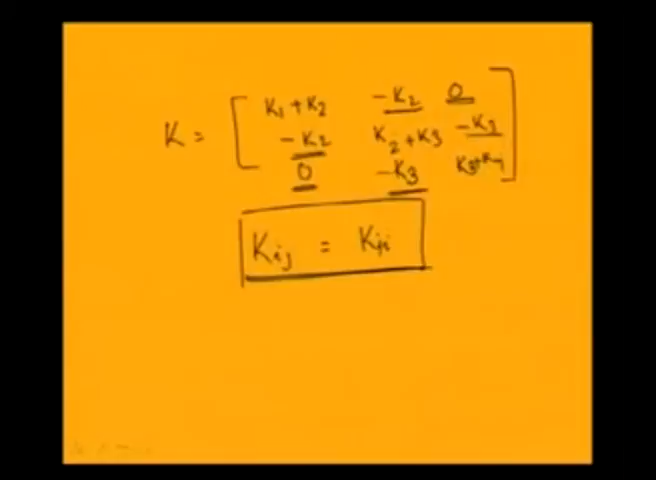 K₁+K₂ -K₂ 0
K = -K₂ K₂+K₃ -K₃
0 -K₃ K₃+K₄
Kij = Kji